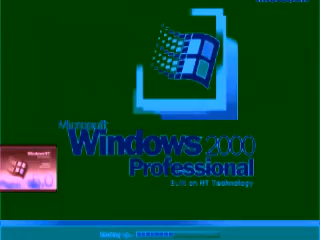 Microsoft
Windows 2000
Professional
Built on NT Technology
Starting up...